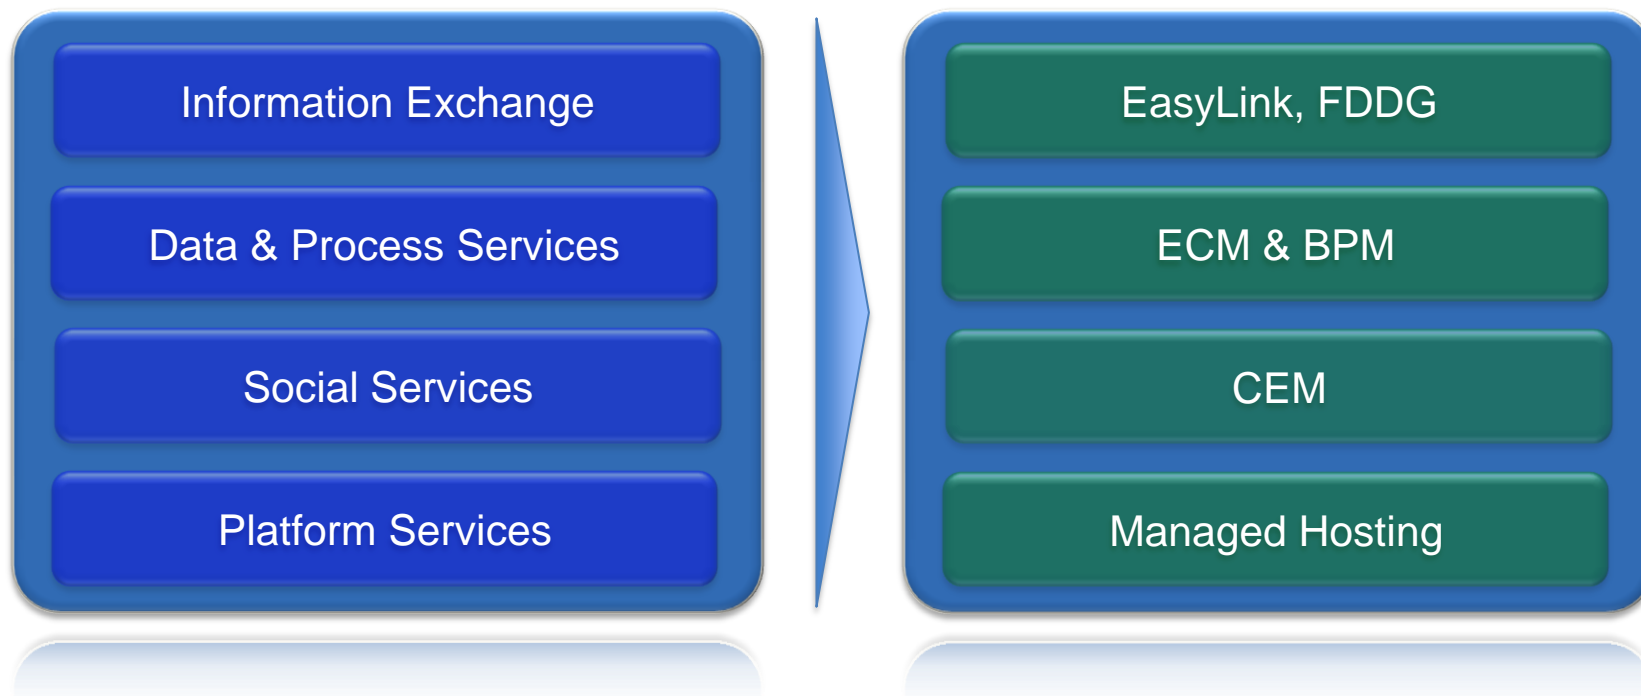 Information Exchange
Data & Process Services
Social Services
Platform Services
EasyLink, FDDG
ECM & BPM
CEM
Managed Hosting